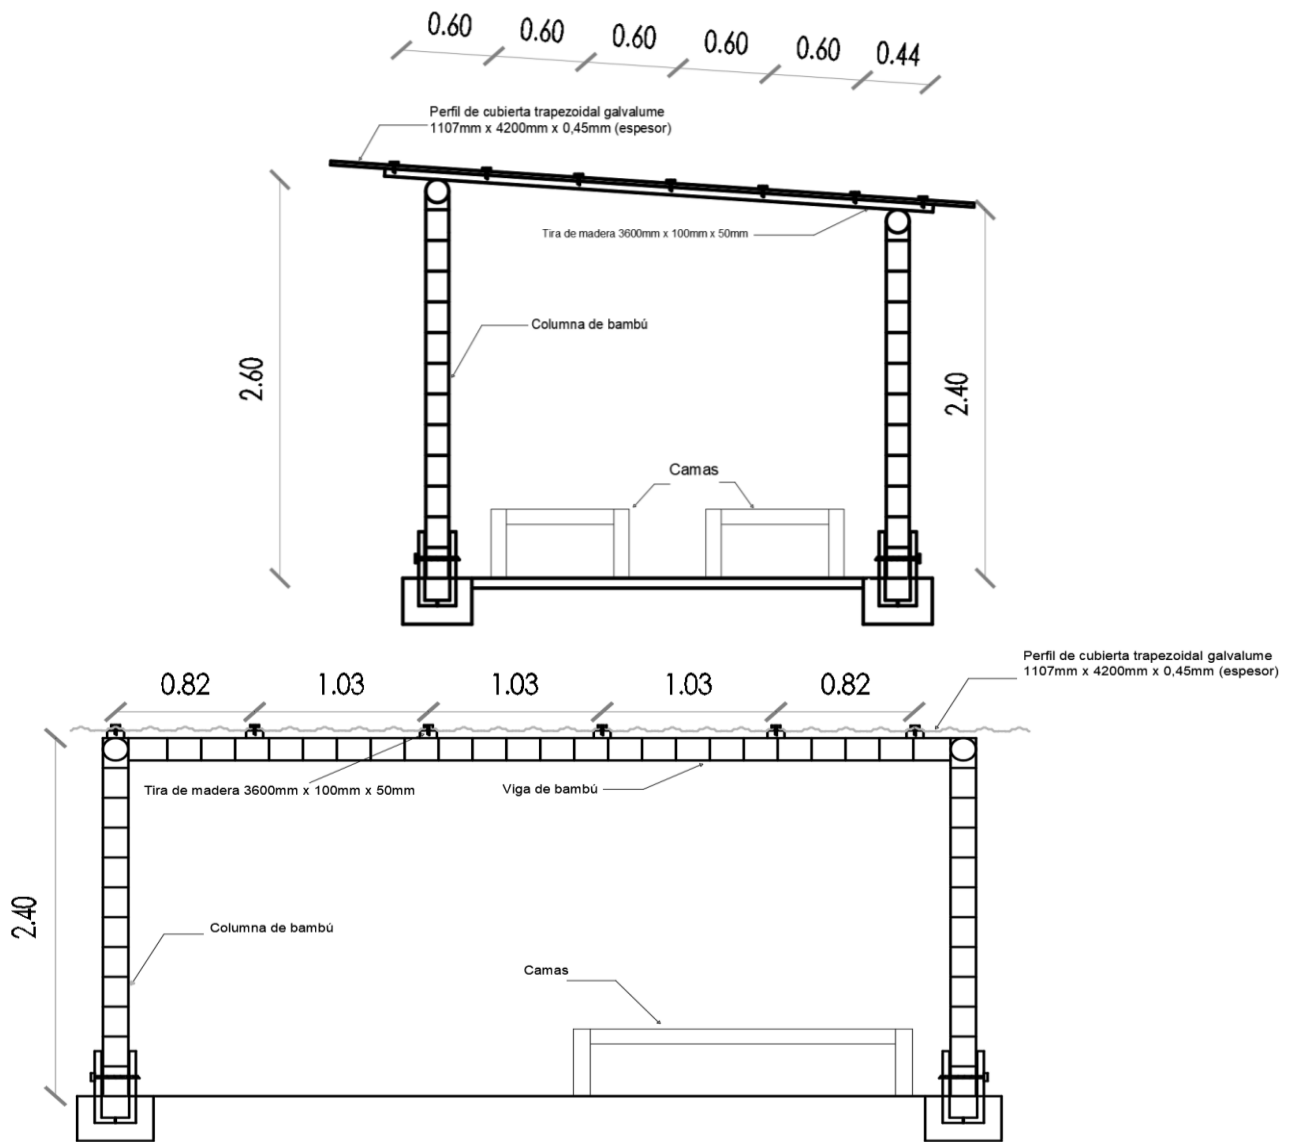 0.60
0.60
0.60
0.60
0.60
0.44
Perfil de cubierta trapezoidal galvalume
1107mm x 4200mm x 0,45mm (espesor)
Tira de madera 3600mm x 100mm x 50mm
Columna de bambú
2.60
2.40
Camas
Perfil de cubierta trapezoidal galvalume
1107mm x 4200mm x 0,45mm (espesor)
0.82
1.03
1.03
1.03
0.82
Tira de madera 3600mm x 100mm x 50mm
Viga de bambú
2.40
Columna de bambú
Camas